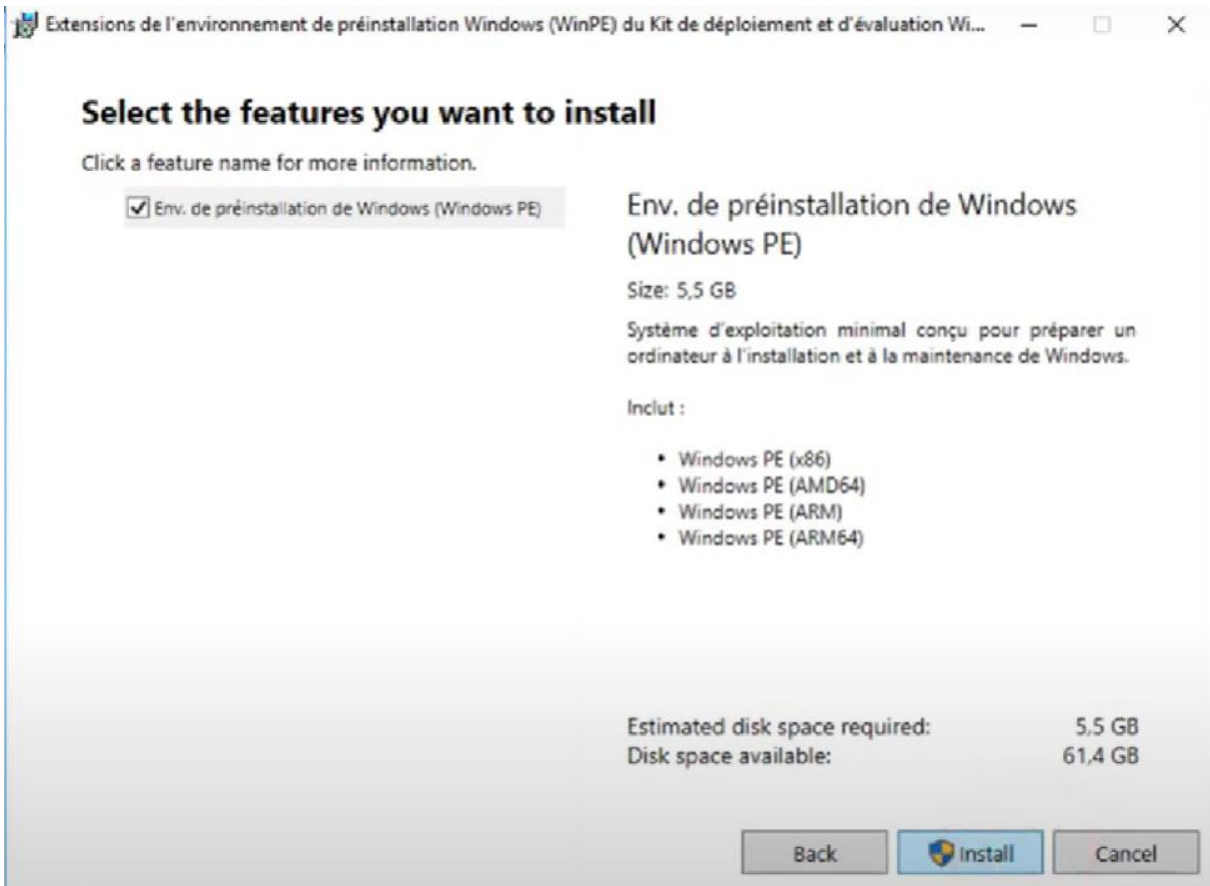 Extensions de l'environnement de préinstallation Windows (WinPE) du Kit de déploiement et d'évaluation Wi...
Select the features you want to install
Click a feature name for more information.
Env. de préinstallation de Windows (Windows PE)
Env. de préinstallation de Windows
(Windows PE)
Size: 5,5 GB
Système d'exploitation minimal conçu pour préparer un
ordinateur à l'installation et à la maintenance de Windows.
Inclut :
• Windows PE (x86)
• Windows PE (AMD64)
• Windows PE (ARM)
• Windows PE (ARM64)
Estimated disk space required: 5,5 GB
Disk space available: 61,4 GB
Back Install Cancel